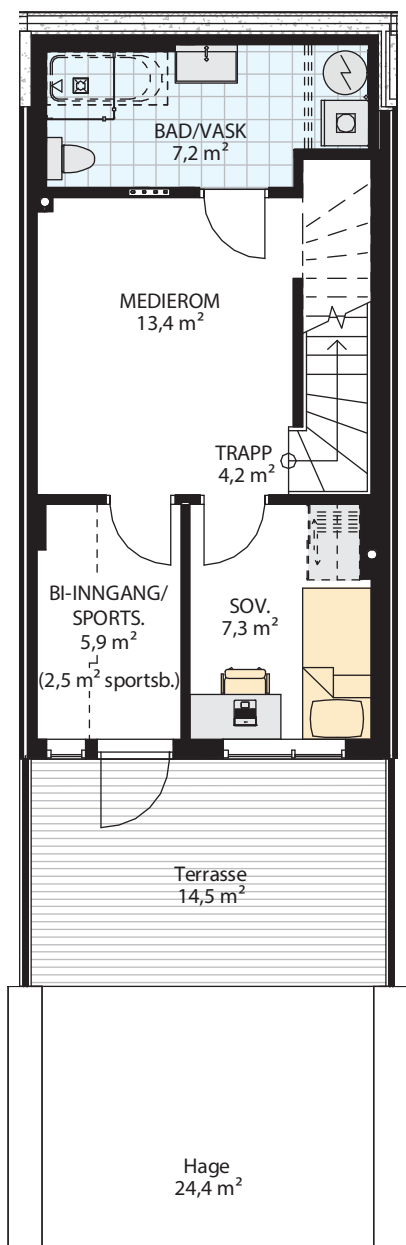 BAD/VASK
7,2 m²
MEDIEROM
13,4 m²
TRAPP
4,2 m²
BI-INNGANG/
SPORTS.
5,9 m²
(2,5 m² sportsb.)
SOV.
7,3 m²
Terrasse
14,5 m²
Hage
24,4 m²